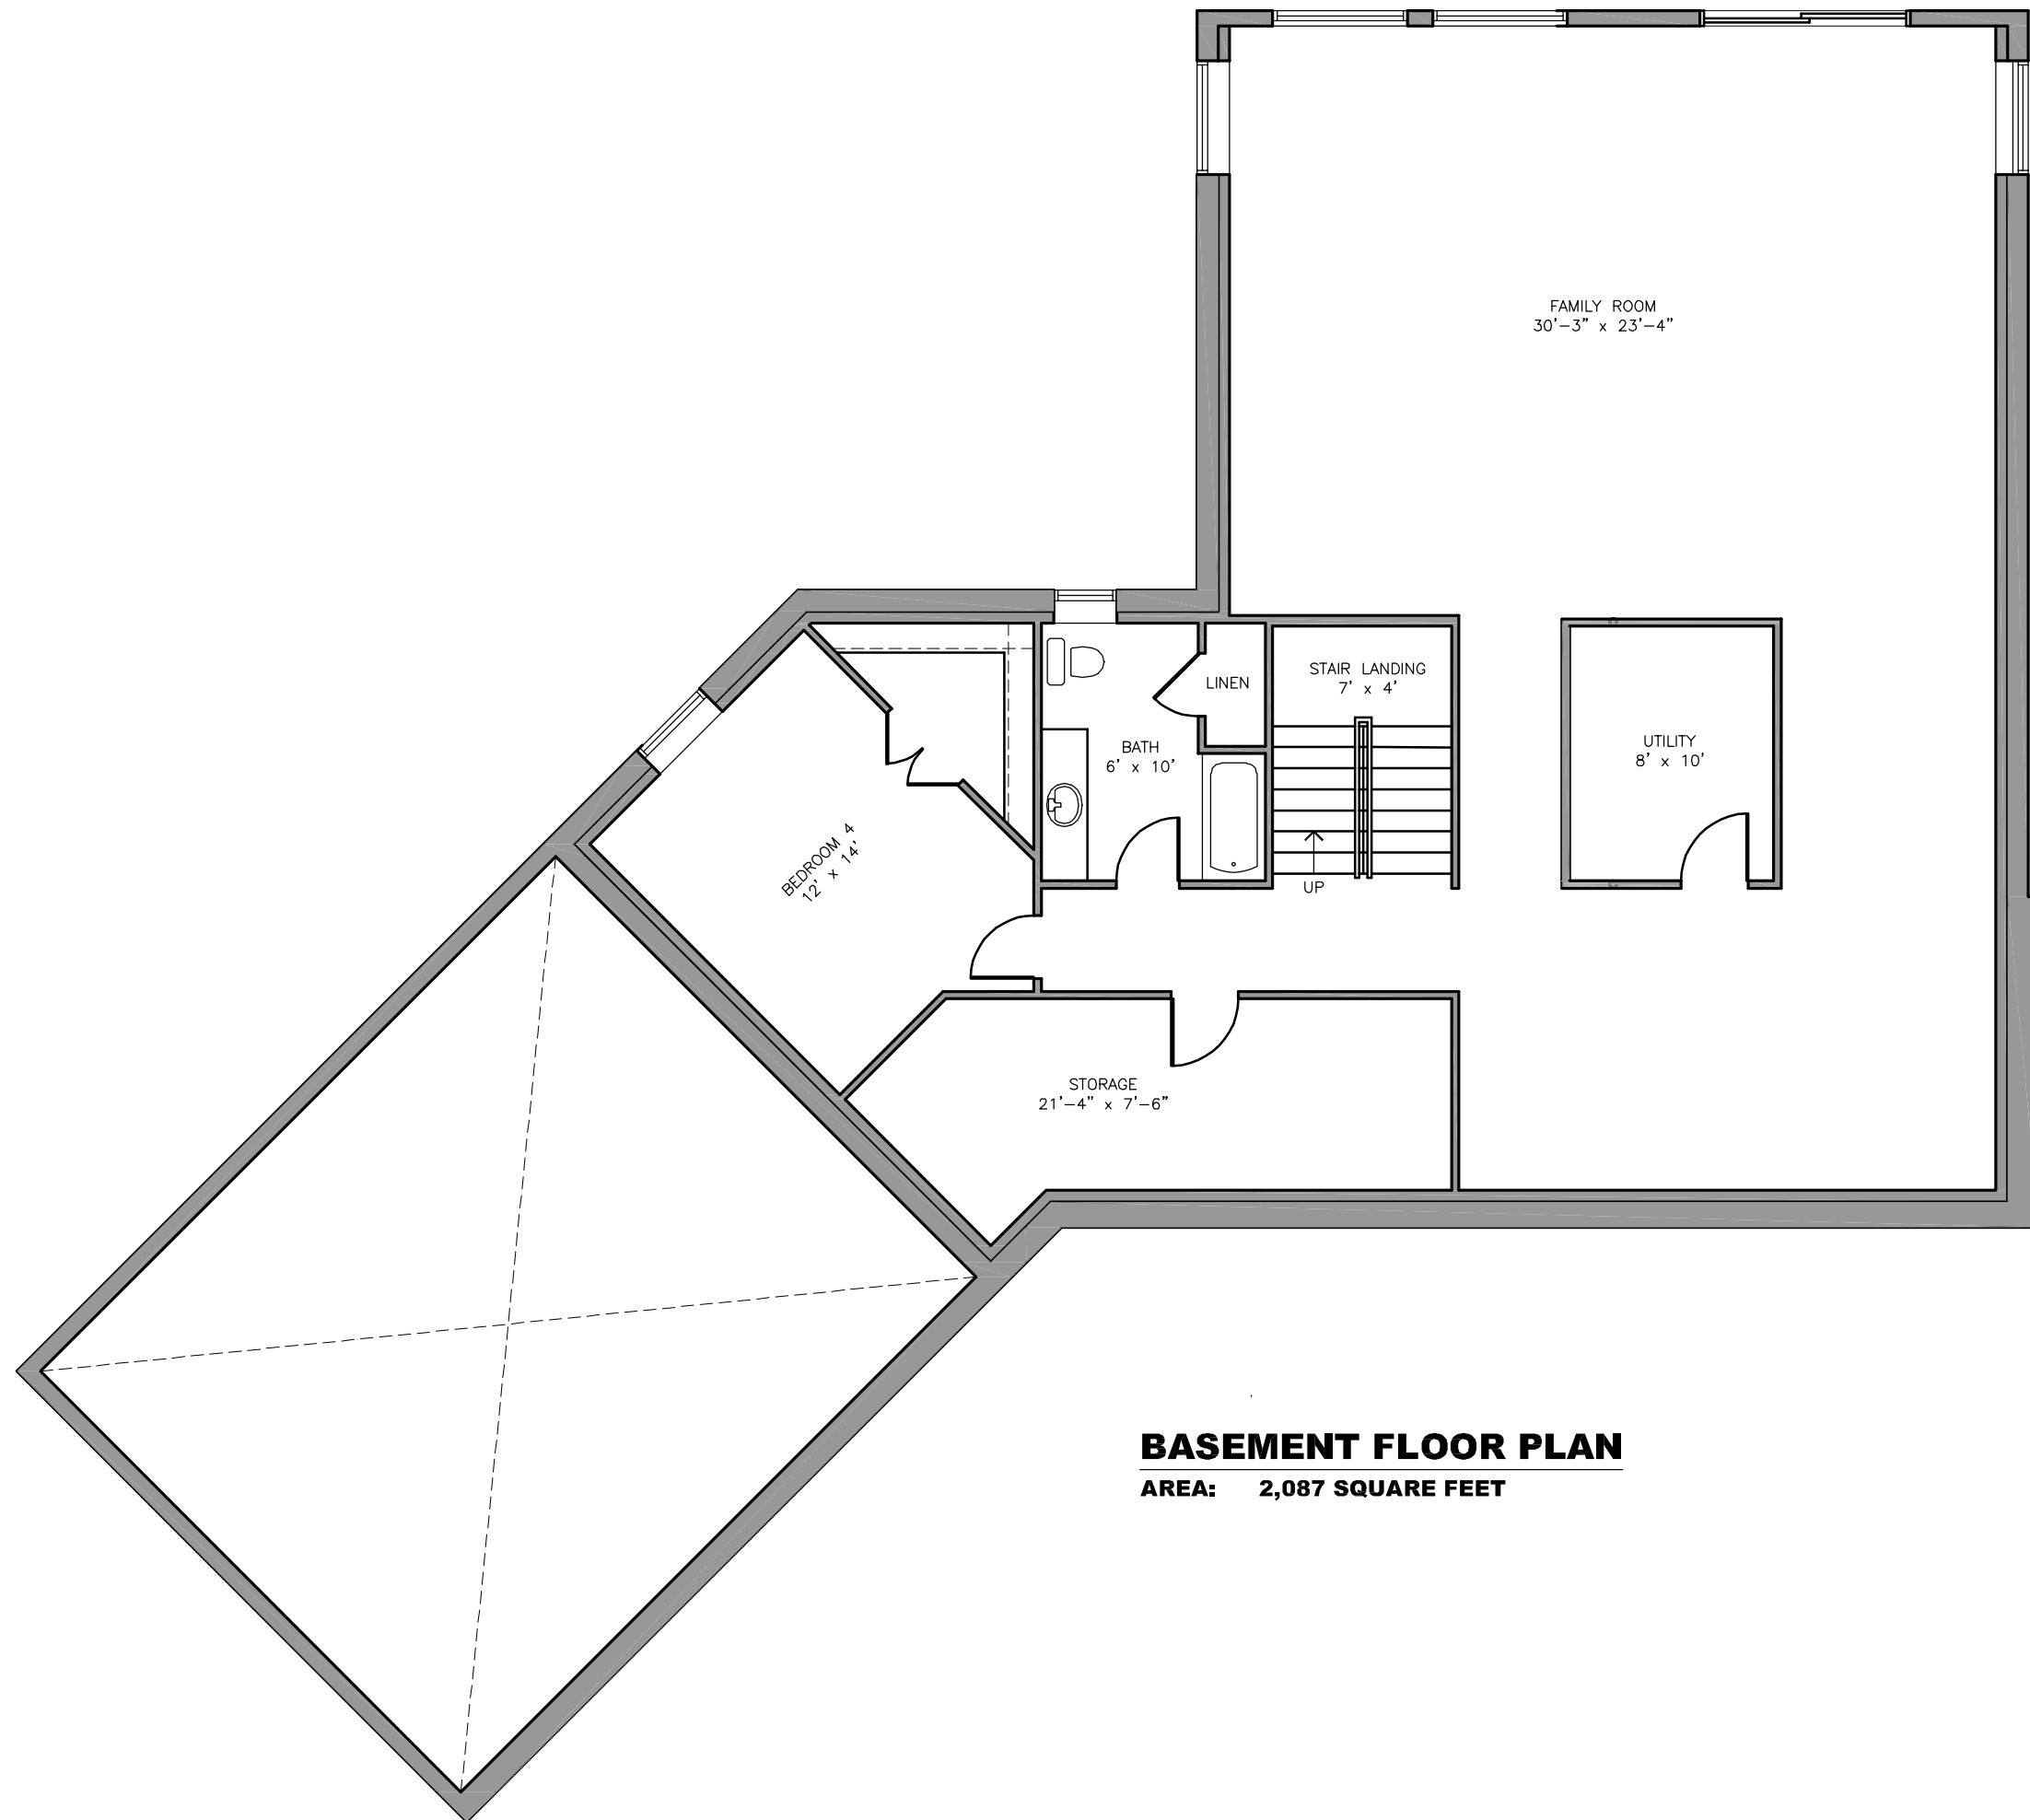 FAMILY ROOM
30'-3" x 23'-4"
STAIR LANDING
7' x 4'
LINEN
BATH
6' x 10'
UTILITY
8' x 10'
BEDROOM 4
12' x 14'
UP
STORAGE
21'-4" x 7'-6"
BASEMENT FLOOR PLAN
AREA: 2,087 SQUARE FEET